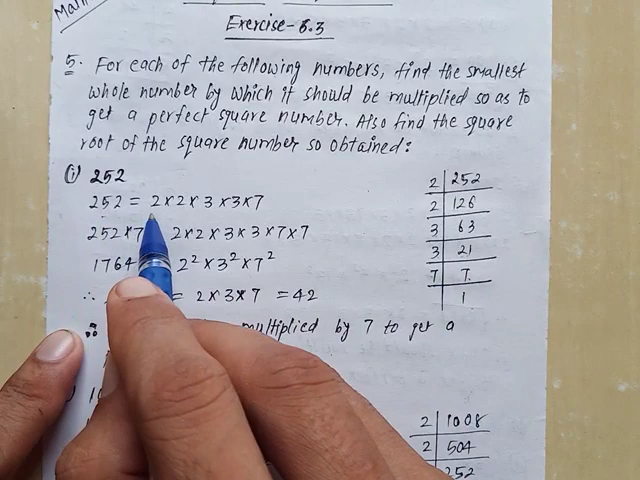 Math
Exercise-6.3
5. For each of the following numbers, find the smallest
whole number by which it should be multiplied so as to
get a perfect square number. Also find the square
root of the square number so obtained:
(i) 252
252 = 2×2×3×3×7
252×7 2×2×3×3×7×7
1764 2²×3²×7²
∴ = 2×3×7 = 42
multiplied by 7 to get a
2 252
2 126
3 63
3 21
7 7
1
2 1008
2 504
252